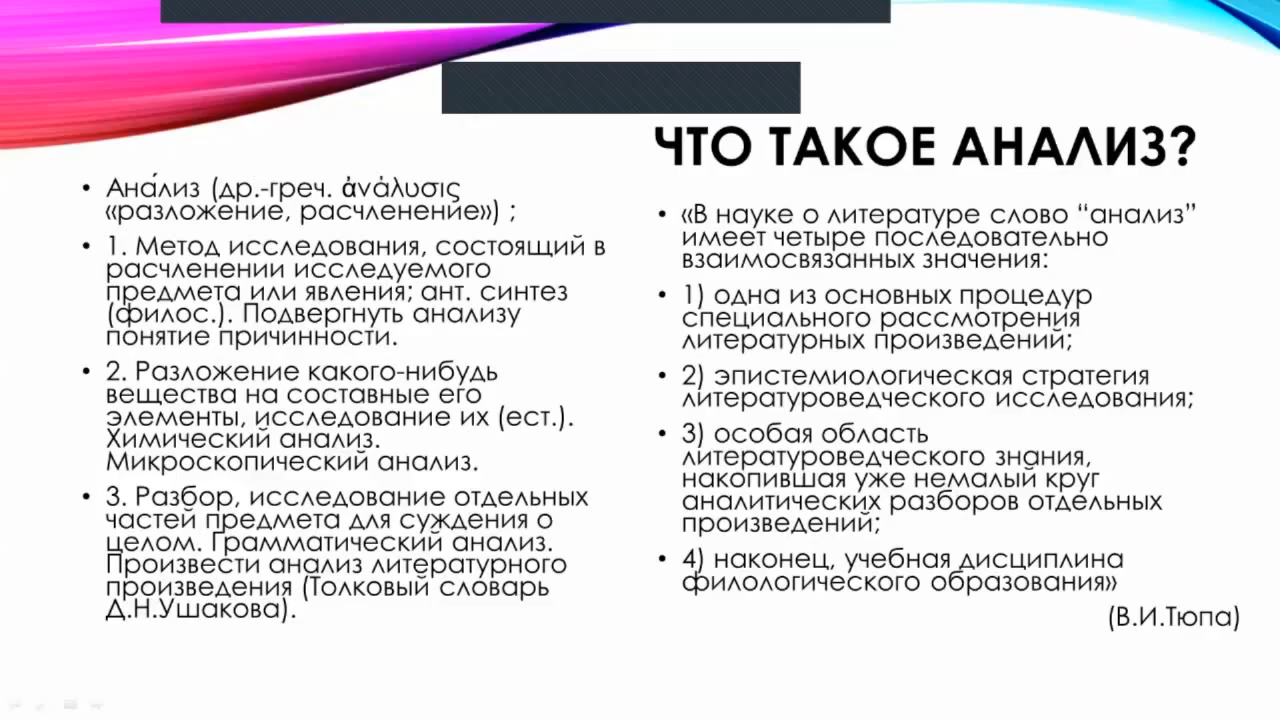 ЧТО ТАКОЕ АНАЛИЗ?
• Ана́лиз (др.-греч. ἀνάλυσις
«разложение, расчленение») ;
• 1. Метод исследования, состоящий в
расчленении исследуемого
предмета или явления; ант. синтез
(филос.). Подвергнуть анализу
понятие причинности.
• 2. Разложение какого-нибудь
вещества на составные его
элементы, исследование их (ест.).
Химический анализ.
Микроскопический анализ.
• 3. Разбор, исследование отдельных
частей предмета для суждения о
целом. Грамматический анализ.
Произвести анализ литературного
произведения (Толковый словарь
Д.Н.Ушакова).
• «В науке о литературе слово “анализ”
имеет четыре последовательно
взаимосвязанных значения:
• 1) одна из основных процедур
специального рассмотрения
литературных произведений;
• 2) эпистемиологическая стратегия
литературоведческого исследования;
• 3) особая область
литературоведческого знания,
накопившая уже немалый круг
аналитических разборов отдельных
произведений;
• 4) наконец, учебная дисциплина
филологического образования»
(В.И.Тюпа)